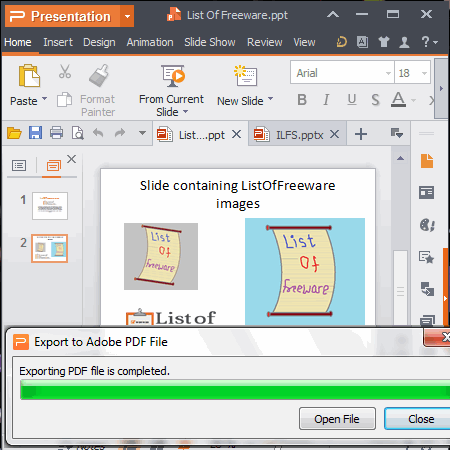 Presentation
List Of Freeware.ppt
Home Insert Design Animation Slide Show Review View
Arial 18
Paste
Format
Painter
From Current
Slide
New Slide
B I U S A
List....ppt
ILFS.pptx
1
2
Slide containing ListOfFreeware
images
List
Of
freeware
List
Of
freeware
List of
Export to Adobe PDF File
Exporting PDF file is completed.
Open File Close